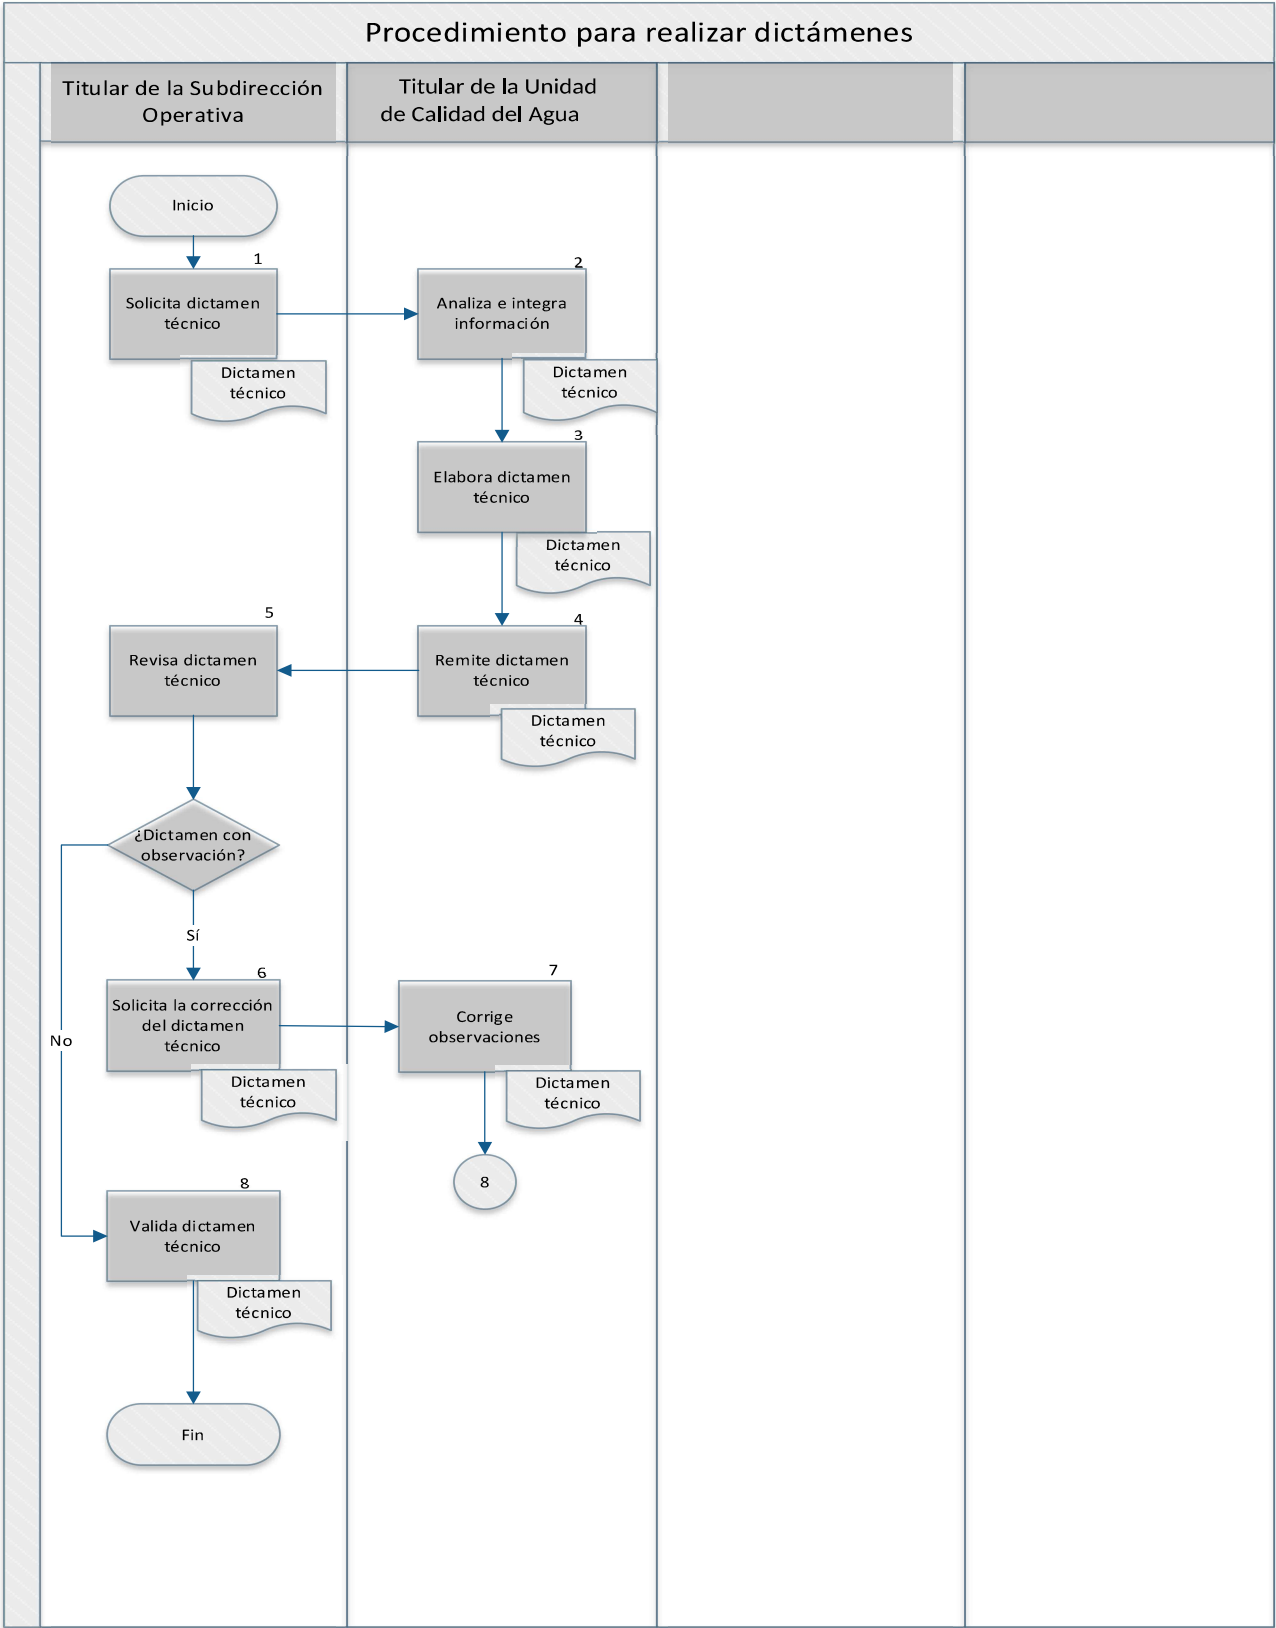 Procedimiento para realizar dictámenes
Titular de la Subdirección
Operativa
Titular de la Unidad
de Calidad del Agua
Inicio
1
Solicita dictamen
técnico
Dictamen
técnico
2
Analiza e integra
información
Dictamen
técnico
3
Elabora dictamen
técnico
Dictamen
técnico
4
Remite dictamen
técnico
Dictamen
técnico
5
Revisa dictamen
técnico
¿Dictamen con
observación?
Sí
No
6
Solicita la corrección
del dictamen
técnico
Dictamen
técnico
7
Corrige
observaciones
Dictamen
técnico
8
8
Valida dictamen
técnico
Dictamen
técnico
Fin